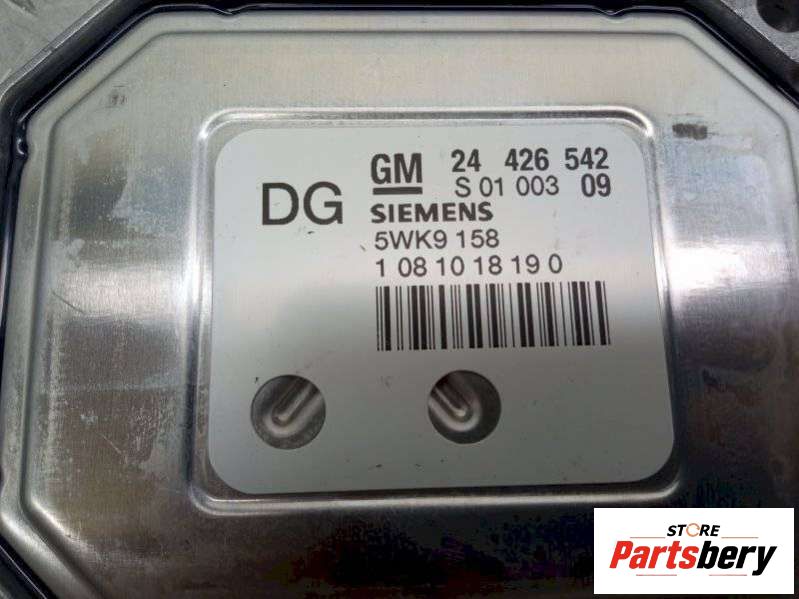 GM 24 426 542
DG S 01 003 09
SIEMENS
5WK9 158
1 08 10 18 19 0
STORE
Partsbery